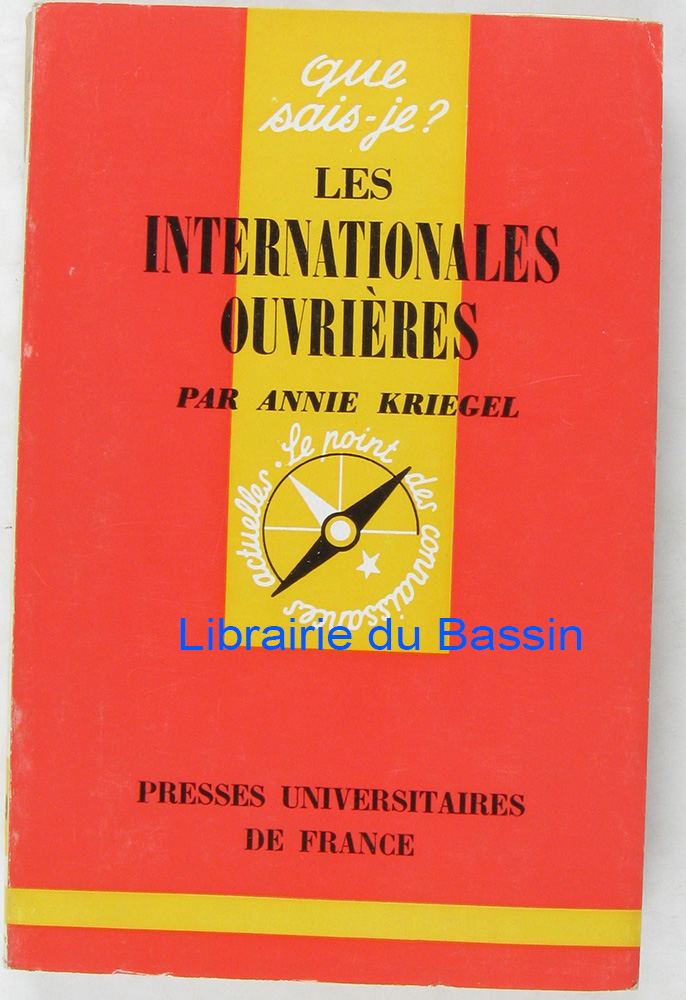 que
sais-je?
LES
INTERNATIONALES
OUVRIÈRES
PAR ANNIE KRIEGEL
Le point des connaissances actuelles.
Librairie du Bassin
PRESSES UNIVERSITAIRES
DE FRANCE